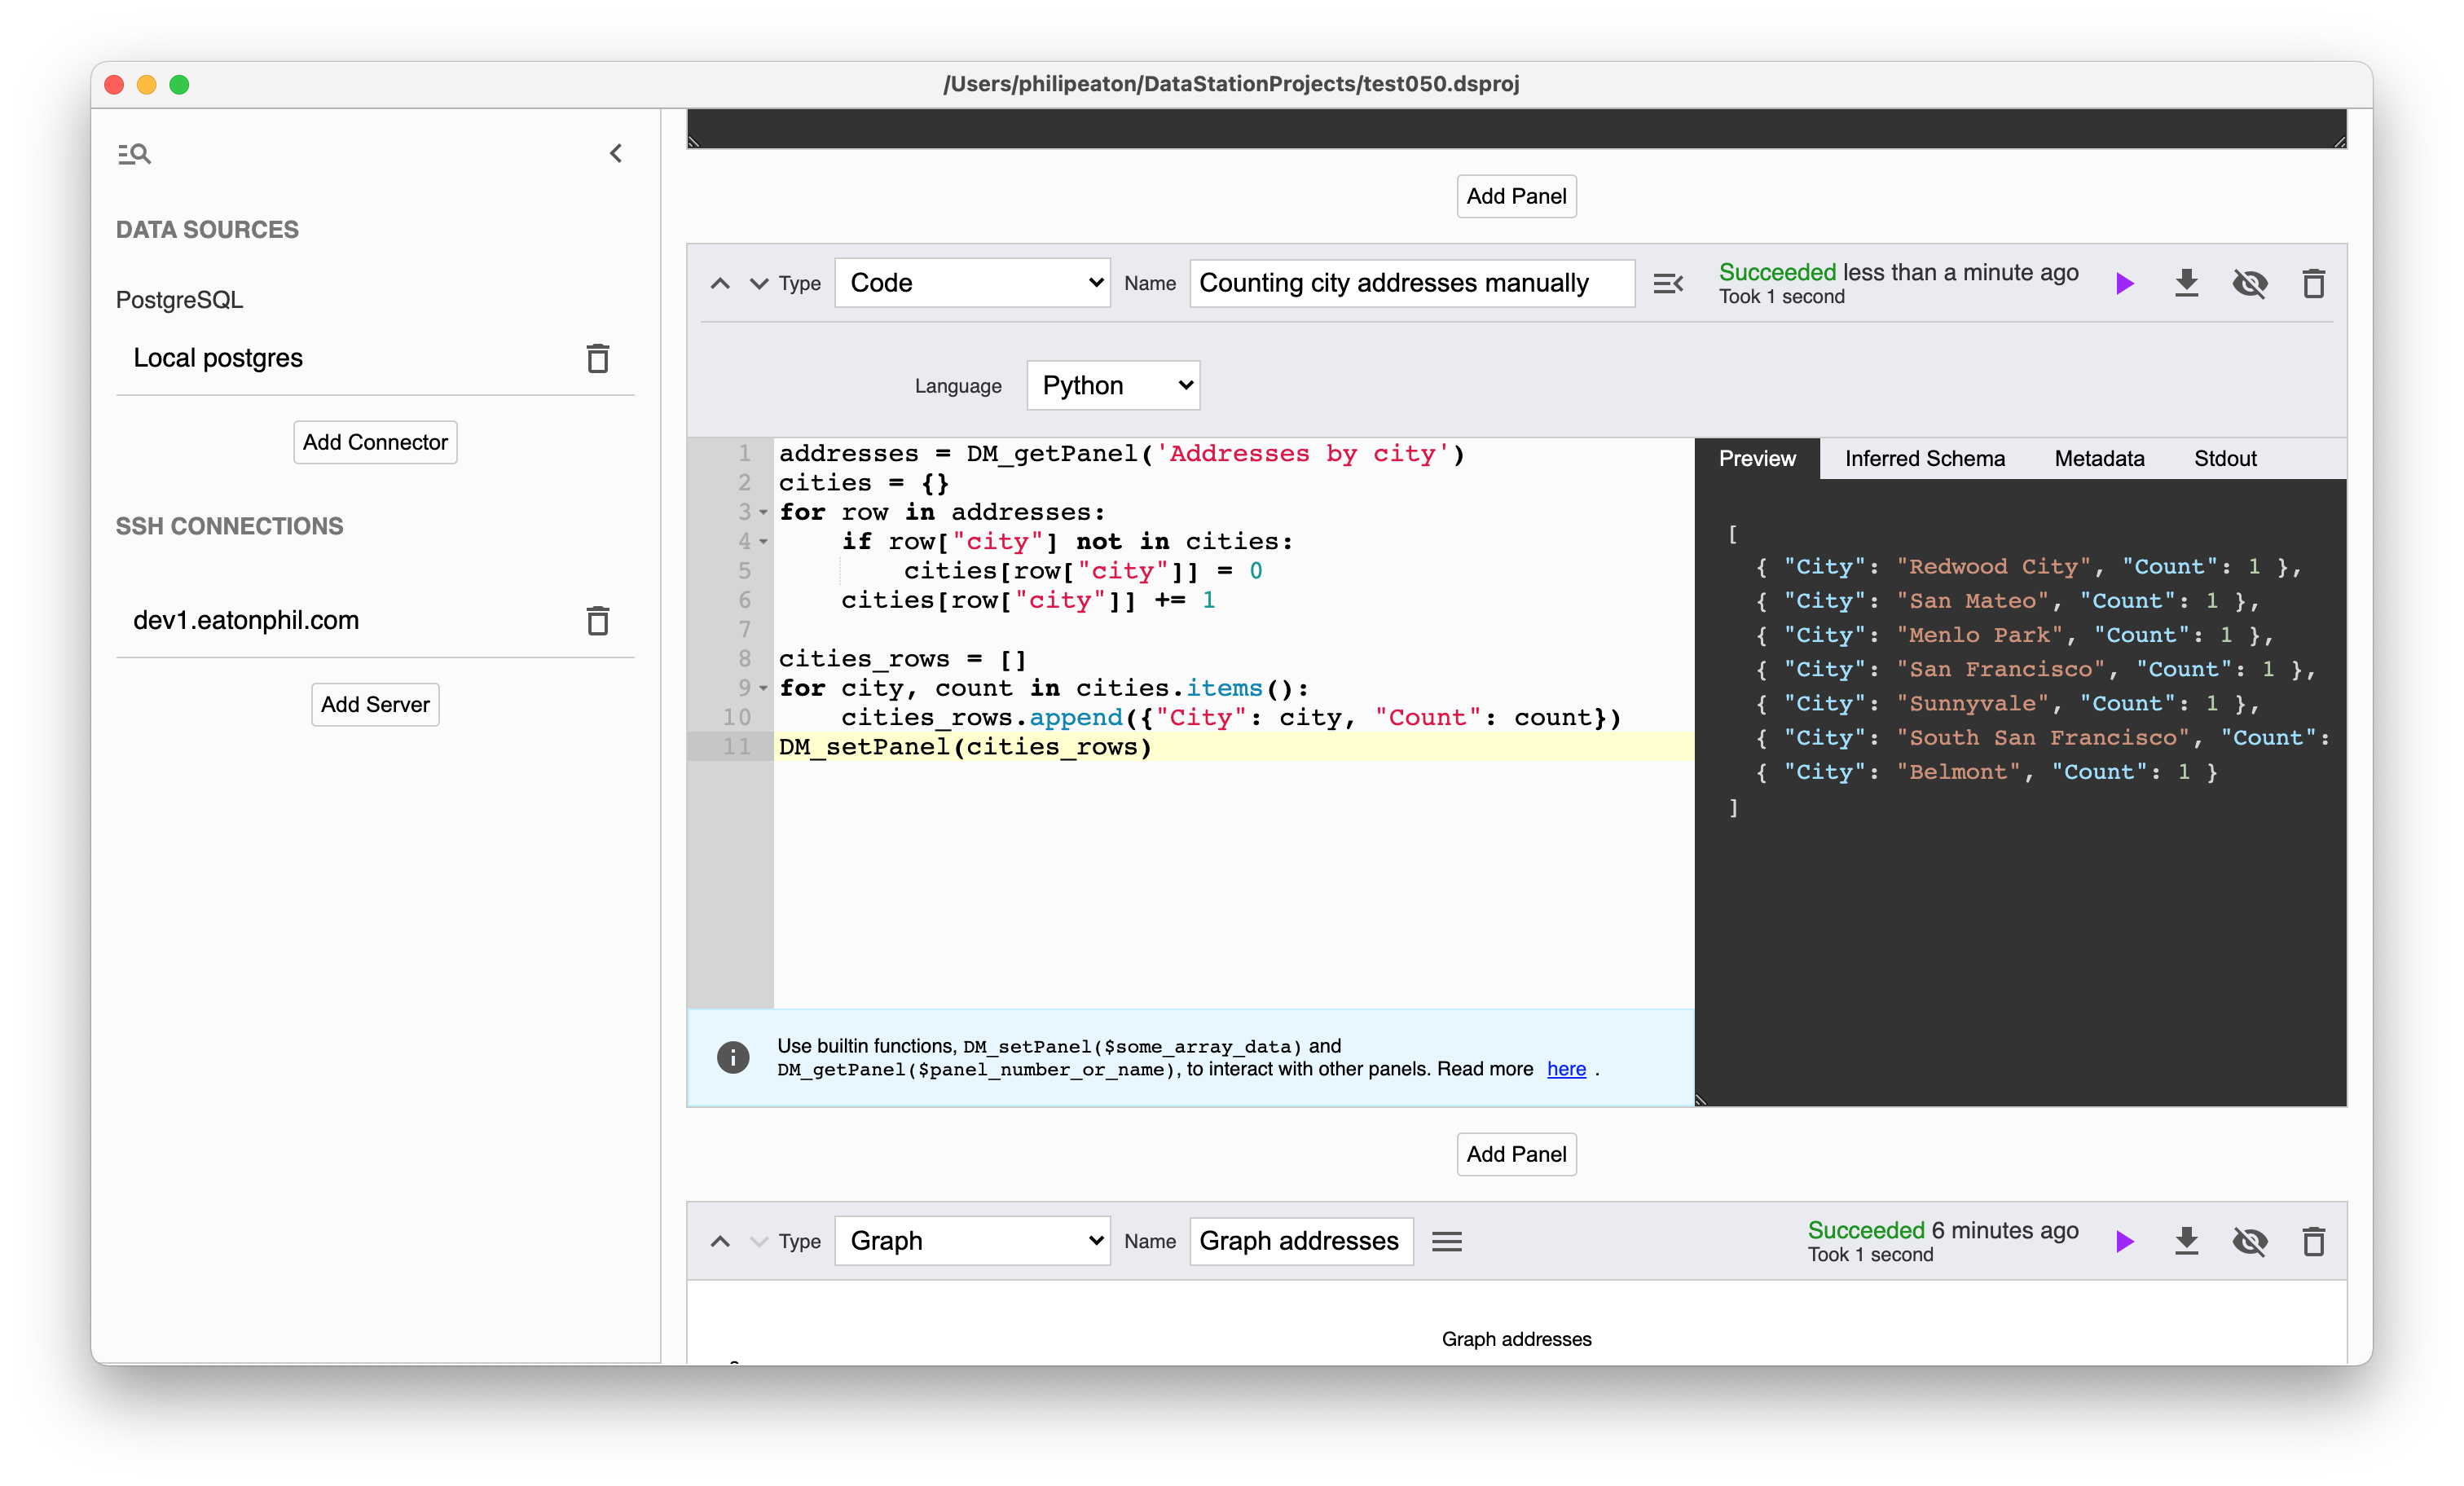 /Users/philipeaton/DataStationProjects/test050.dsproj
DATA SOURCES
PostgreSQL
Local postgres
Add Connector
SSH CONNECTIONS
dev1.eatonphil.com
Add Server
Add Panel
Type Code Name Counting city addresses manually
Succeeded less than a minute ago
Took 1 second
Language Python
1 addresses = DM_getPanel('Addresses by city')
2 cities = {}
3 for row in addresses:
4     if row["city"] not in cities:
5         cities[row["city"]] = 0
6     cities[row["city"]] += 1
7
8 cities_rows = []
9 for city, count in cities.items():
10     cities_rows.append({"City": city, "Count": count})
11 DM_setPanel(cities_rows)
Use builtin functions, DM_setPanel($some_array_data) and
DM_getPanel($panel_number_or_name), to interact with other panels. Read more here .
Preview Inferred Schema Metadata Stdout
[
  { "City": "Redwood City", "Count": 1 },
  { "City": "San Mateo", "Count": 1 },
  { "City": "Menlo Park", "Count": 1 },
  { "City": "San Francisco", "Count": 1 },
  { "City": "Sunnyvale", "Count": 1 },
  { "City": "South San Francisco", "Count":
  { "City": "Belmont", "Count": 1 }
]
Add Panel
Type Graph Name Graph addresses
Succeeded 6 minutes ago
Took 1 second
Graph addresses